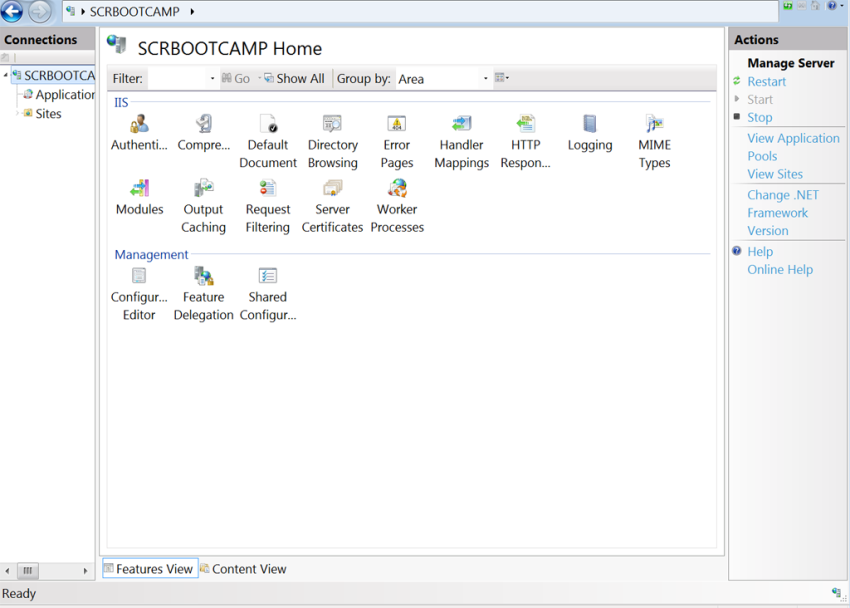 SCRBOOTCAMP
Connections
SCRBOOTCA
Application
Sites
SCRBOOTCAMP Home
Filter: Go Show All Group by: Area
IIS
Authenti... Compre... Default Document Directory Browsing Error Pages Handler Mappings HTTP Respon... Logging MIME Types
Modules Output Caching Request Filtering Server Certificates Worker Processes
Management
Configur... Editor Feature Delegation Shared Configur...
Features View Content View
Actions
Manage Server
Restart
Start
Stop
View Application
Pools
View Sites
Change .NET
Framework
Version
Help
Online Help
Ready